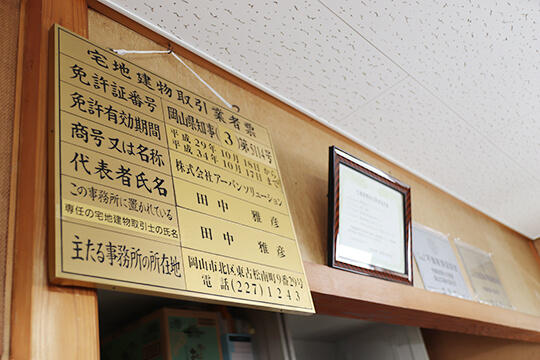 宅地建物取引業者票
免許証番号 岡山県知事(3)第5114号
免許有効期間 平成29年10月18日から
平成34年10月17日まで
商号又は名称 株式会社アーバンソリューション
代表者氏名 田中 雅彦
この事務所に置かれている
専任の宅地建物取引士の氏名 田中 雅彦
主たる事務所の所在地 岡山市北区東古松南町9番29号
電話(227)1243